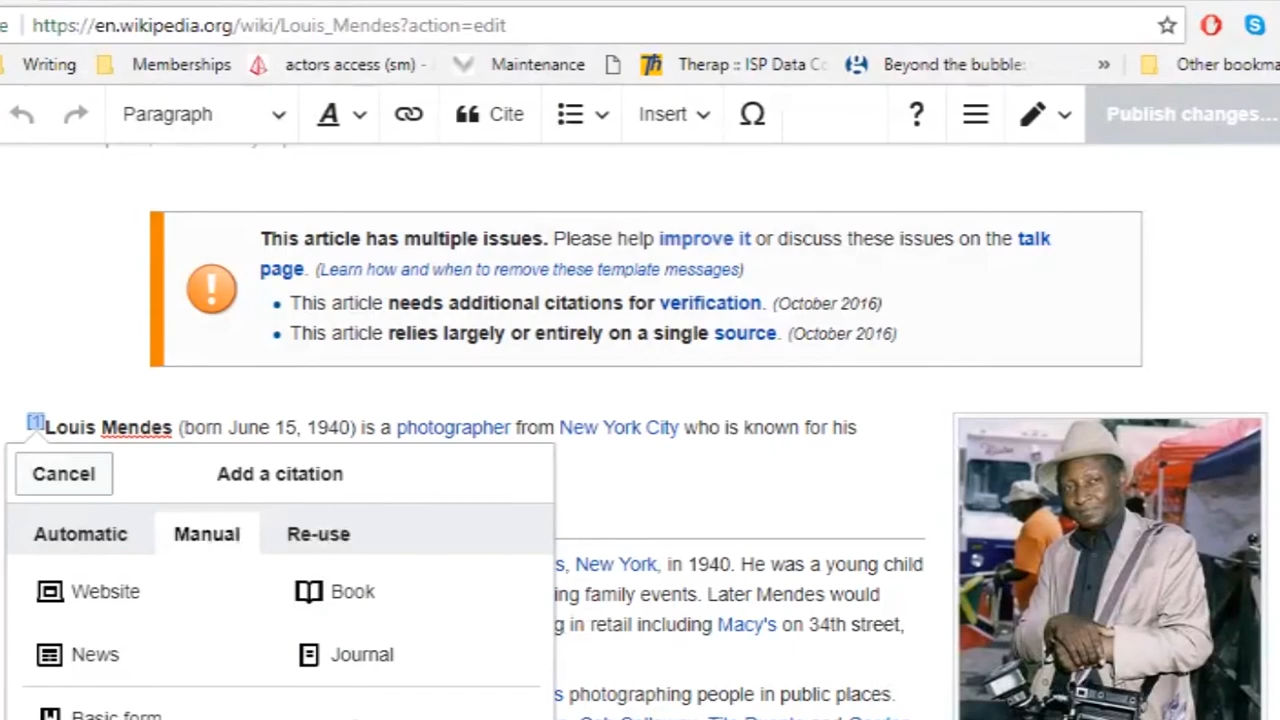 https://en.wikipedia.org/wiki/Louis_Mendes?action=edit
Writing Memberships actors access (sm) - Maintenance Therap :: ISP Data Beyond the bubble: » Other bookma
Paragraph A Cite Insert Ω ? Publish changes...
This article has multiple issues. Please help improve it or discuss these issues on the talk
page. (Learn how and when to remove these template messages)
• This article needs additional citations for verification. (October 2016)
• This article relies largely or entirely on a single source. (October 2016)
[1]Louis Mendes (born June 15, 1940) is a photographer from New York City who is known for his
Cancel Add a citation
Automatic Manual Re-use
s, New York, in 1940. He was a young child
Website Book
ing family events. Later Mendes would
g in retail including Macy's on 34th street,
News Journal
s photographing people in public places.
Basic form